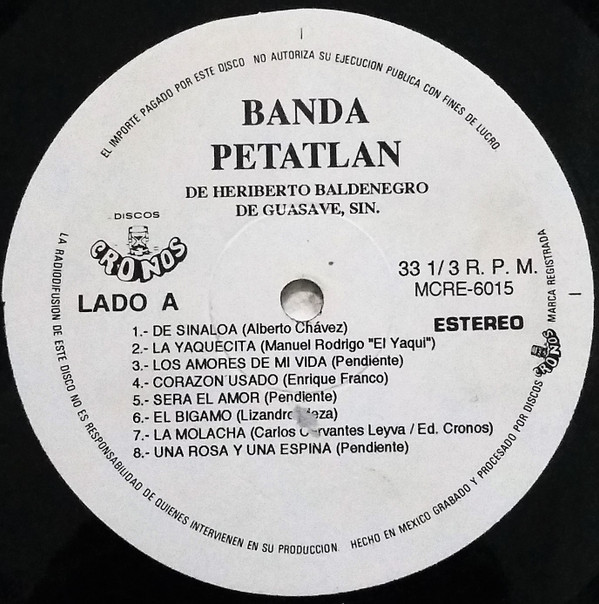 EL IMPORTE PAGADO POR ESTE DISCO NO AUTORIZA SU EJECUCION PUBLICA CON FINES DE LUCRO.
BANDA
PETATLAN
DE HERIBERTO BALDENEGRO
DE GUASAVE, SIN.
DISCOS
CRONOS
33 1/3 R. P. M.
MCRE-6015
LADO A
ESTEREO
1.- DE SINALOA (Alberto Chávez)
2.- LA YAQUECITA (Manuel Rodrigo "El Yaqui")
3.- LOS AMORES DE MI VIDA (Pendiente)
4.- CORAZON USADO (Enrique Franco)
5.- SERA EL AMOR (Pendiente)
6.- EL BIGAMO
7.- LA MOLACHA (Carlos Cervantes Leyva / Ed. Cronos)
8.- UNA ROSA Y UNA ESPINA (Pendiente)
LA RADIODIFUSION DE ESTE DISCO NO ES RESPONSABILIDAD DE QUIENES INTERVIENEN EN SU PRODUCCION. HECHO EN MEXICO GRABADO Y PROCESADO POR DISCOS CRONOS MARCA REGISTRADA